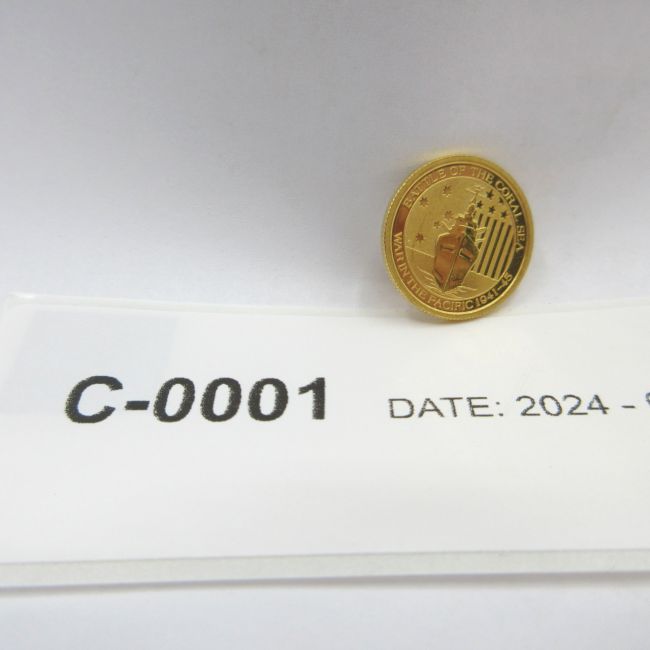 BATTLE OF THE CORAL SEA
WAR IN THE PACIFIC 1941-45
C-0001
DATE: 2024 -